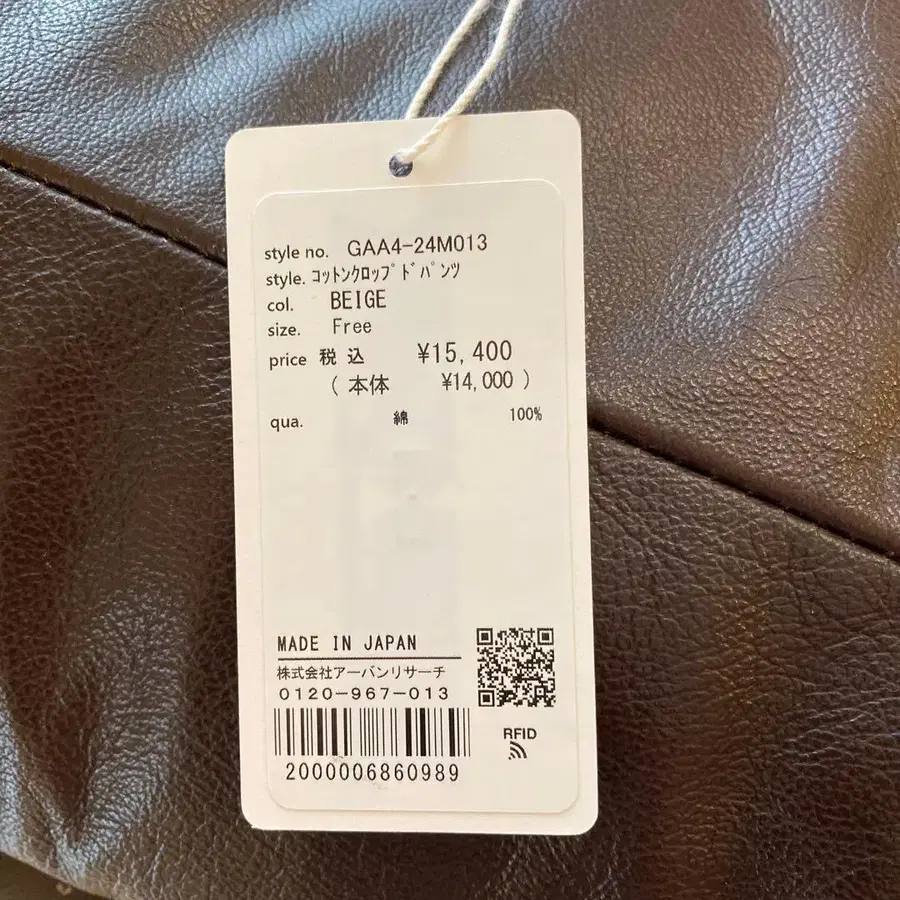 style no. GAA4-24M013
style. ｺｯﾄﾝｸﾛｯﾌﾟﾄﾞﾊﾟﾝﾂ
col. BEIGE
size. Free
price 税込 ¥15,400
( 本体 ¥14,000 )
qua. 綿 100%
MADE IN JAPAN
株式会社アーバンリサーチ
0120-967-013
RFID
2000006860989